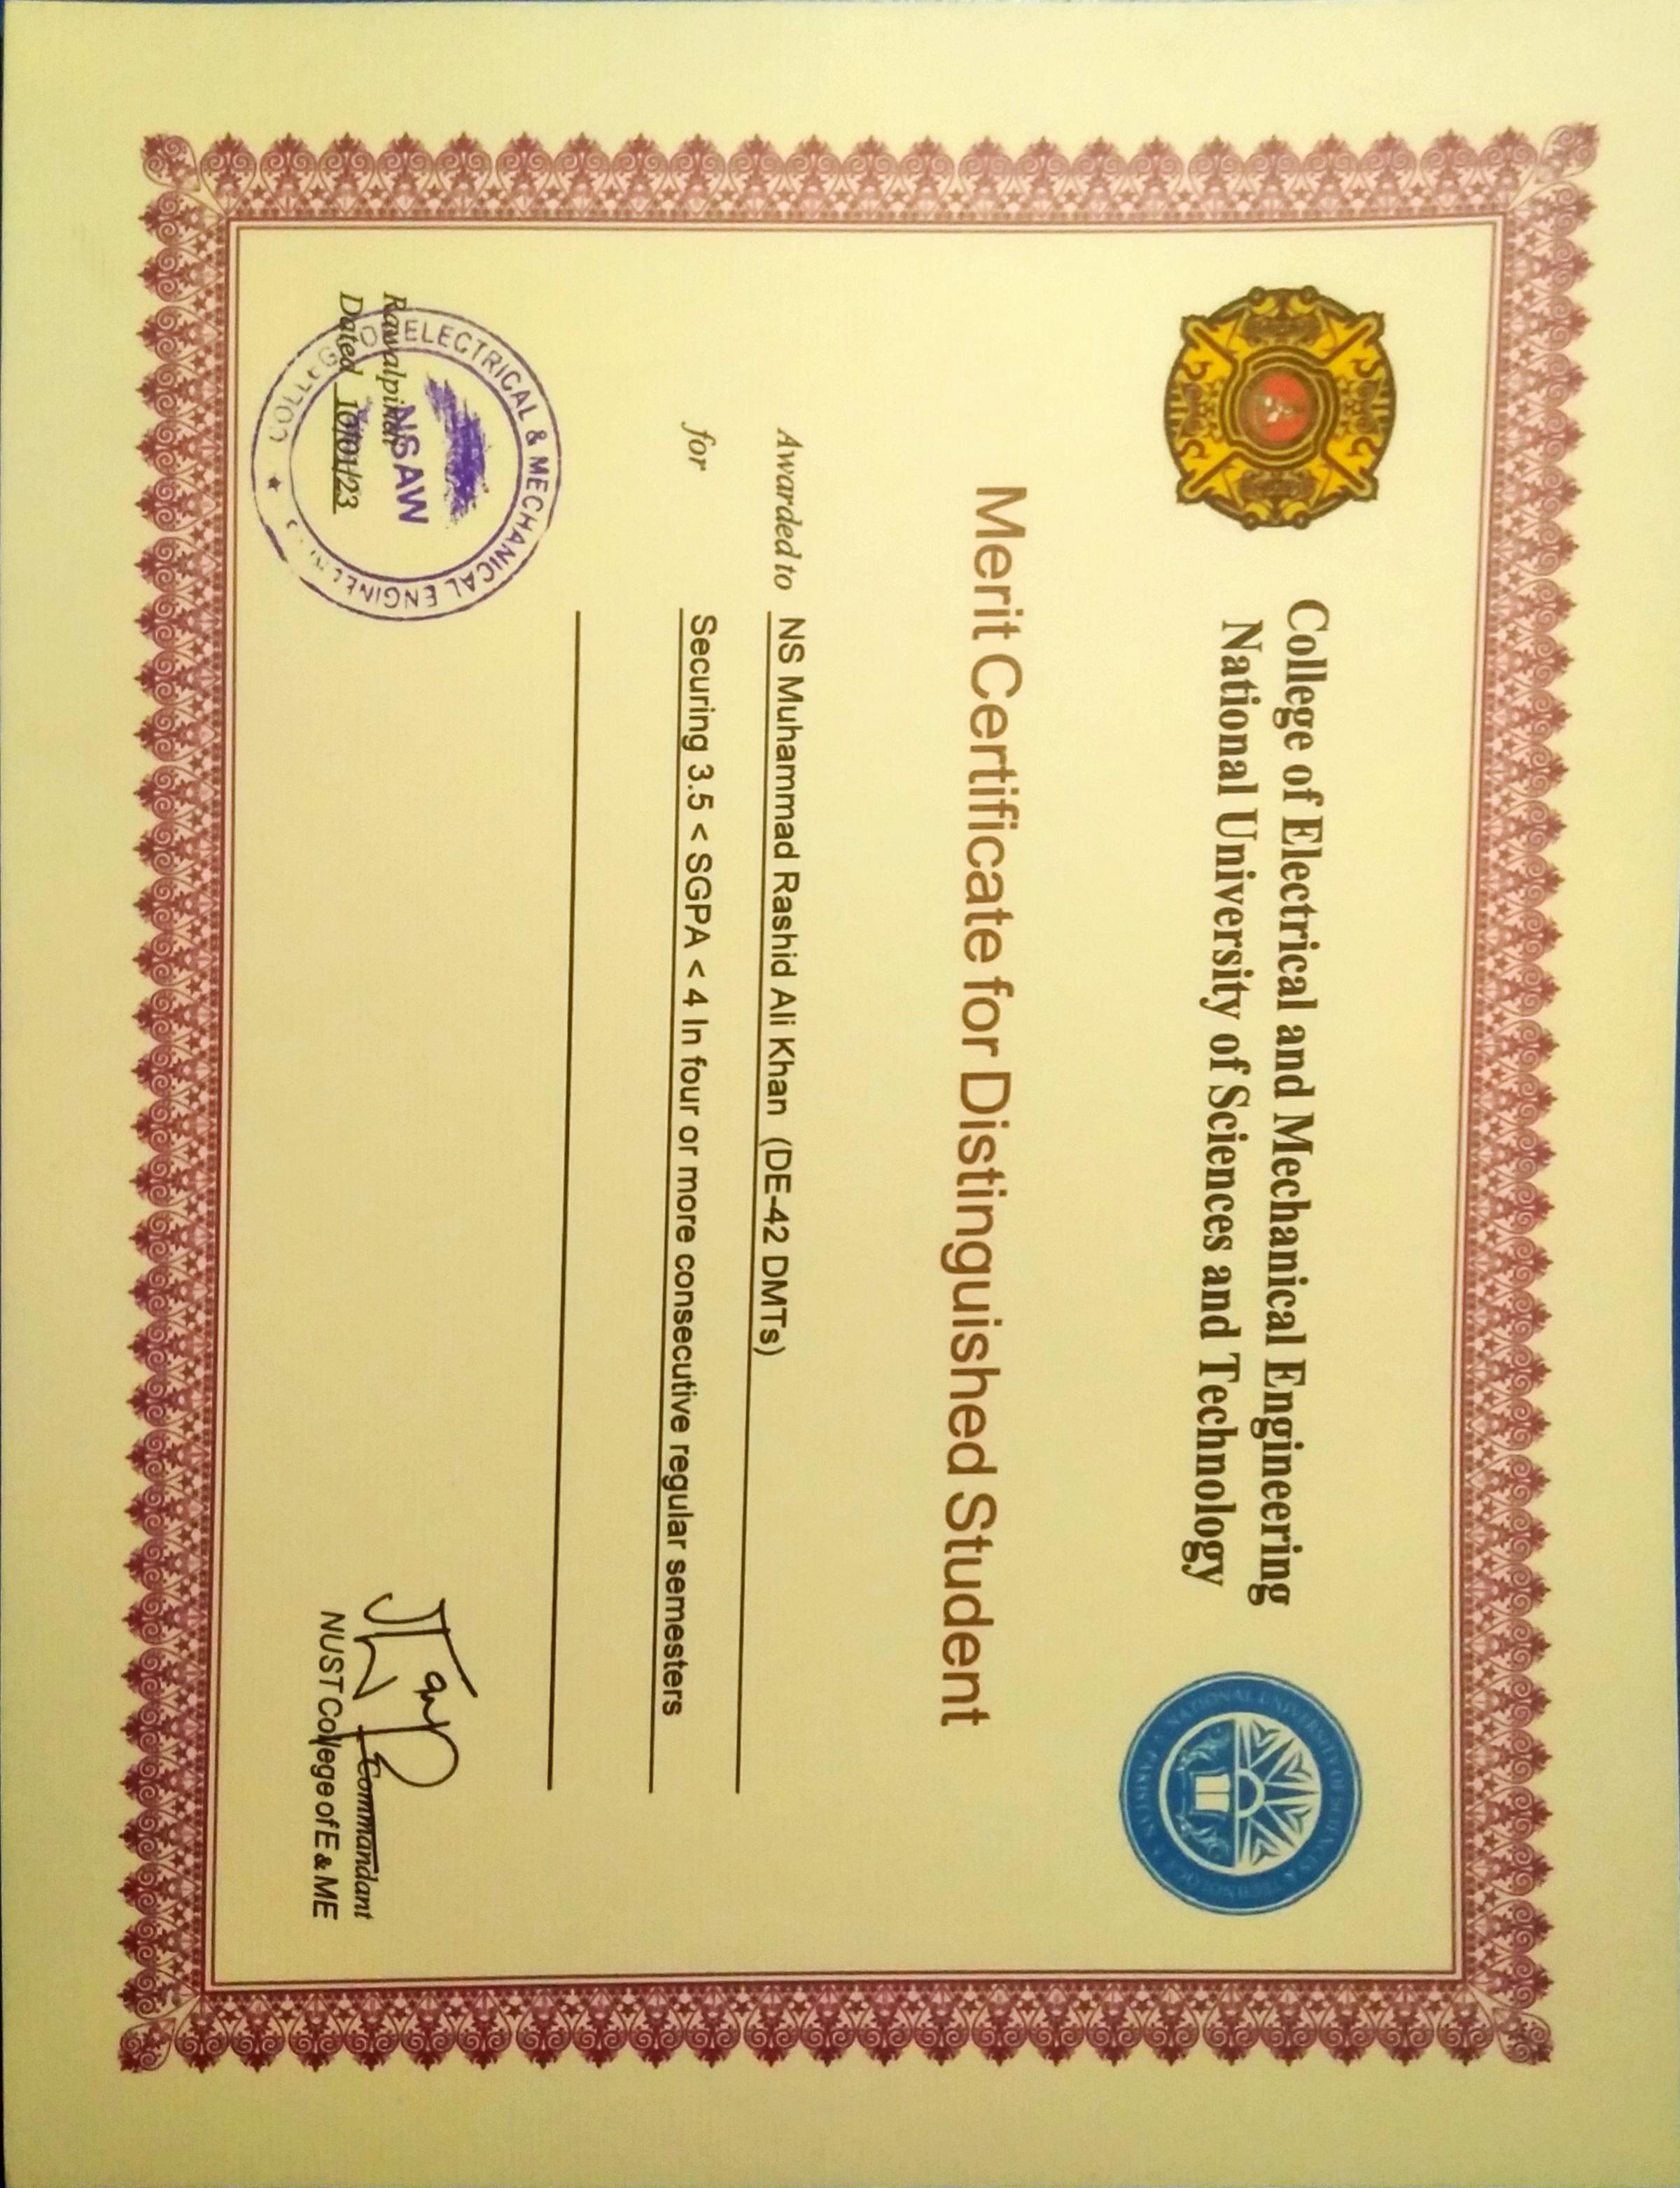 College of Electrical and Mechanical Engineering
National University of Sciences and Technology
NATIONAL UNIVERSITY OF SCIENCES &
PAKISTAN
Merit Certificate for Distinguished Student
Awarded to NS Muhammad Rashid Ali Khan (DE-42 DMTs)
for Securing 3.5 < SGPA < 4 In four or more consecutive regular semesters
COLLEGE OF ELECTRICAL & MECHANICAL
NSAW
Rawalpindi
Dated 10/01/23
Commandant
NUST College of E & ME